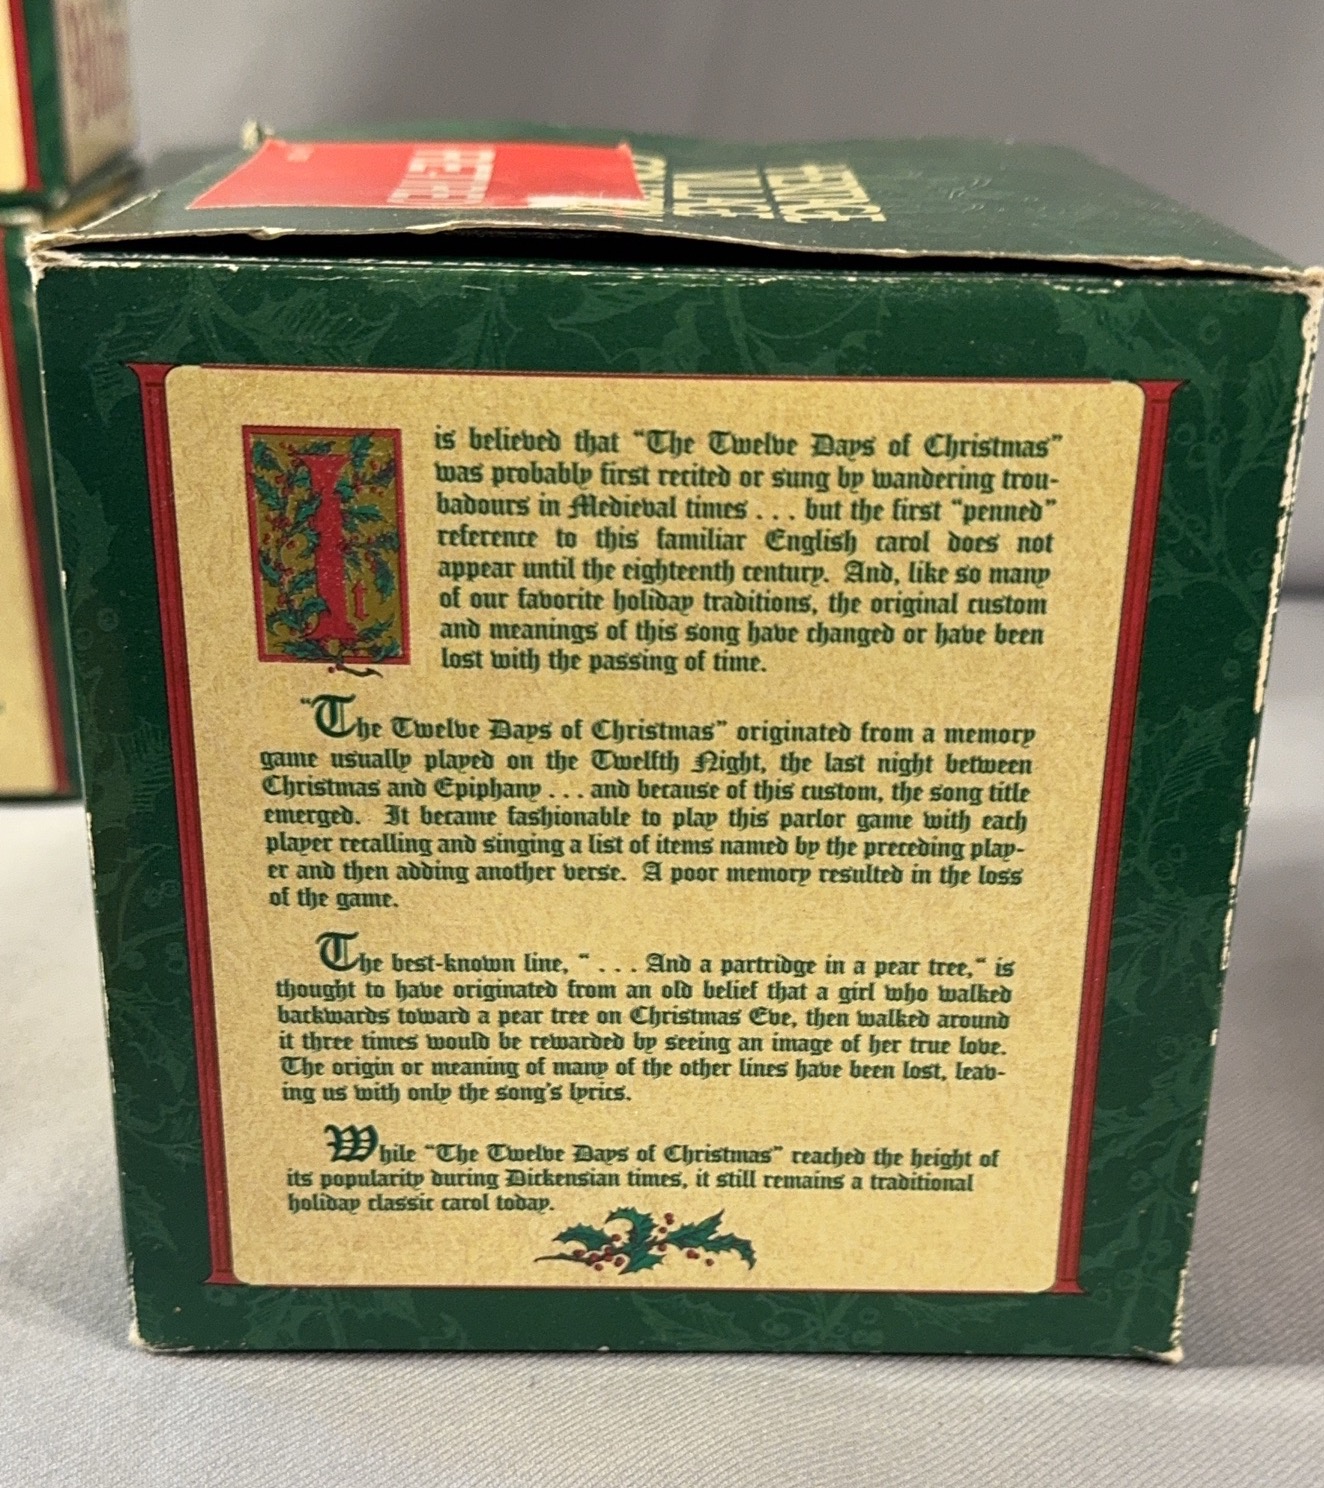 RETIRED
It is believed that "The Twelve Days of Christmas"
was probably first recited or sung by wandering trou-
badours in Medieval times . . . but the first "penned"
reference to this familiar English carol does not
appear until the eighteenth century. And, like so many
of our favorite holiday traditions, the original custom
and meanings of this song have changed or have been
lost with the passing of time.
"The Twelve Days of Christmas" originated from a memory
game usually played on the Twelfth Night, the last night between
Christmas and Epiphany . . . and because of this custom, the song title
emerged. It became fashionable to play this parlor game with each
player recalling and singing a list of items named by the preceding play-
er and then adding another verse. A poor memory resulted in the loss
of the game.
The best-known line, " . . . And a partridge in a pear tree," is
thought to have originated from an old belief that a girl who walked
backwards toward a pear tree on Christmas Eve, then walked around
it three times would be rewarded by seeing an image of her true love.
The origin or meaning of many of the other lines have been lost, leav-
ing us with only the song's lyrics.
While "The Twelve Days of Christmas" reached the height of
its popularity during Dickensian times, it still remains a traditional
holiday classic carol today.